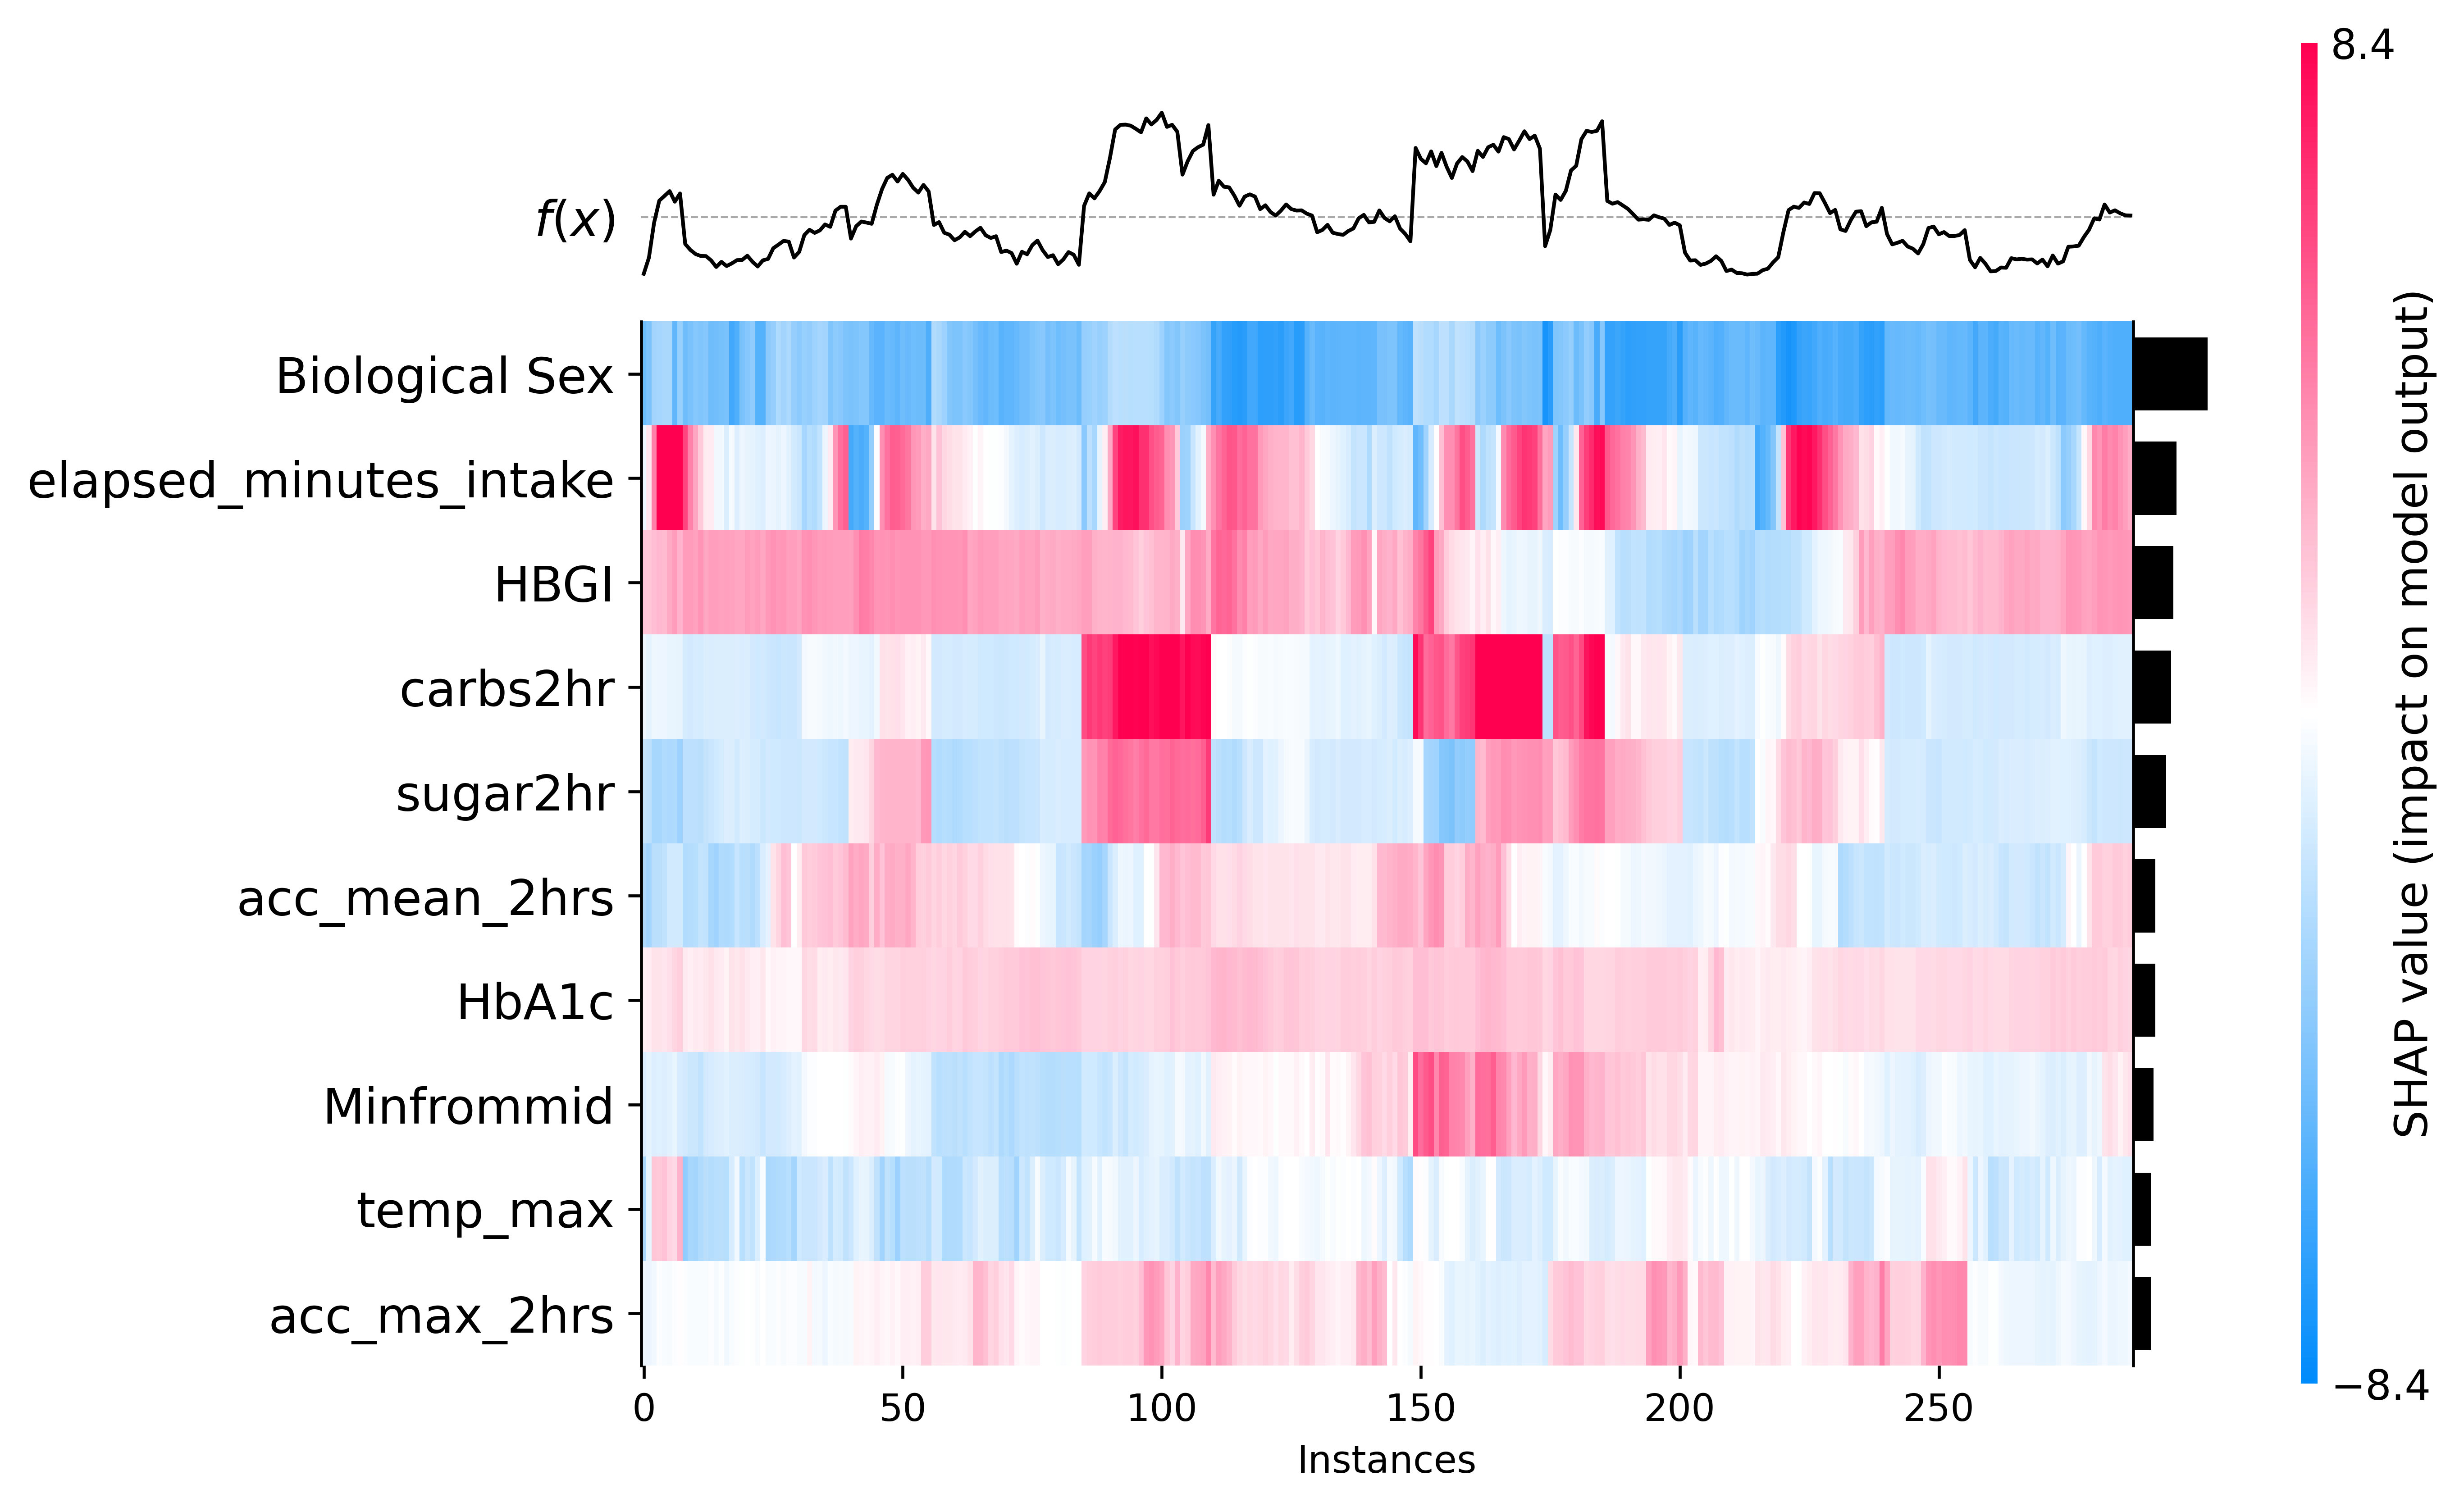 8.4
f(x)
Biological Sex
elapsed_minutes_intake
HBGI
carbs2hr
sugar2hr
acc_mean_2hrs
HbA1c
Minfrommid
temp_max
acc_max_2hrs
0 50 100 150 200 250
Instances
SHAP value (impact on model output)
−8.4